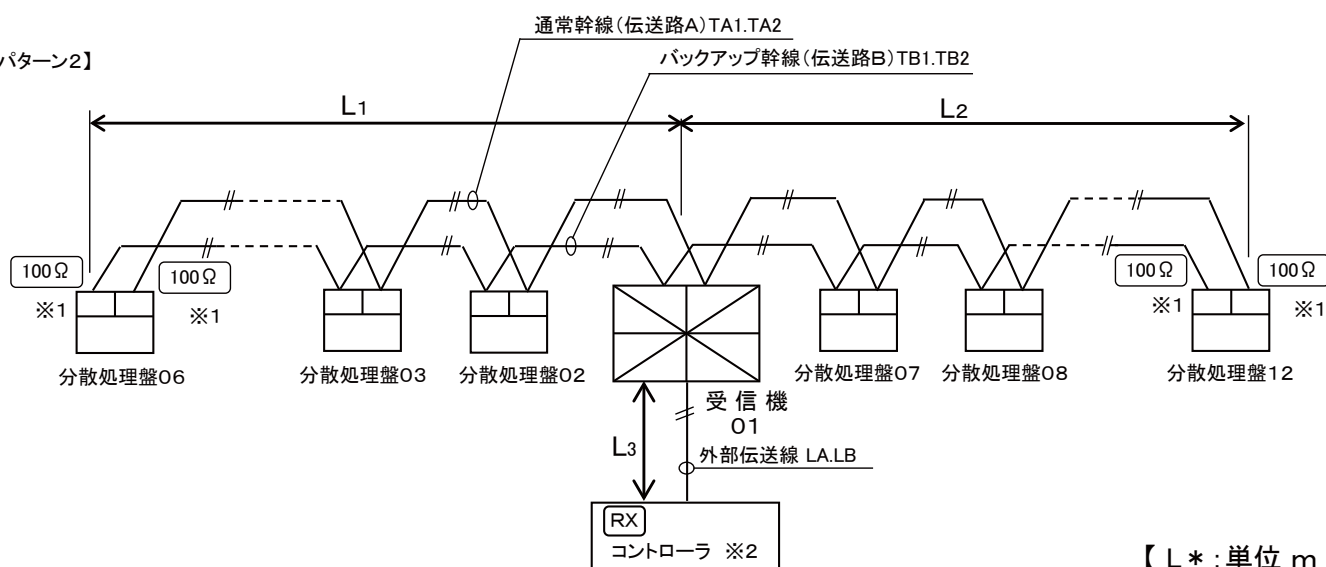 通常幹線(伝送路A)TA1.TA2
パターン2】
バックアップ幹線(伝送路B)TB1.TB2
L1
L2
100Ω
※1
100Ω
※1
100Ω
※1
100Ω
※1
分散処理盤06
分散処理盤03
分散処理盤02
分散処理盤07
分散処理盤08
分散処理盤12
受信機
01
L3
外部伝送線 LA.LB
RX
コントローラ ※2
【 L* :単位 m